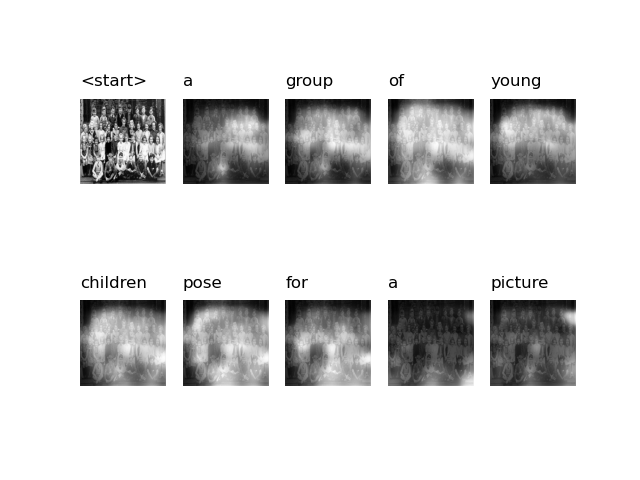 <start> a group of young
children pose for a picture